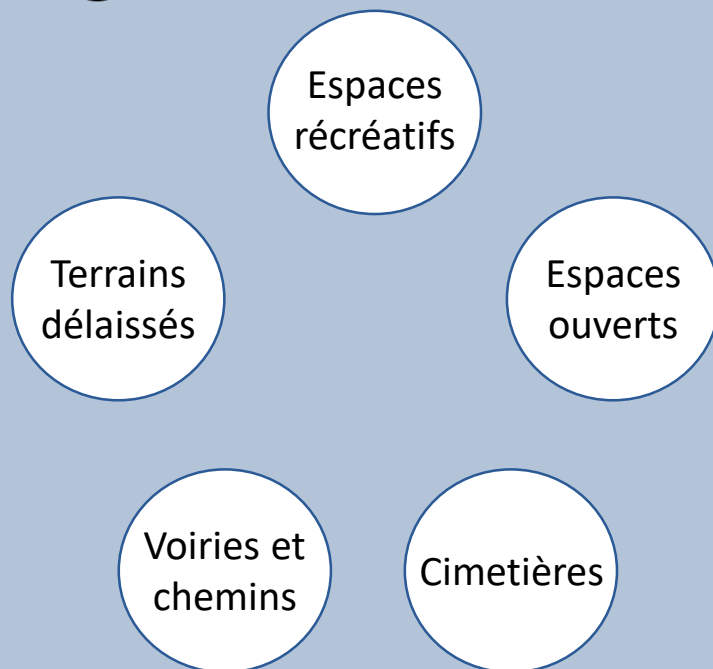 Espaces
récréatifs
Terrains
délaissés
Espaces
ouverts
Voiries et
chemins
Cimetières